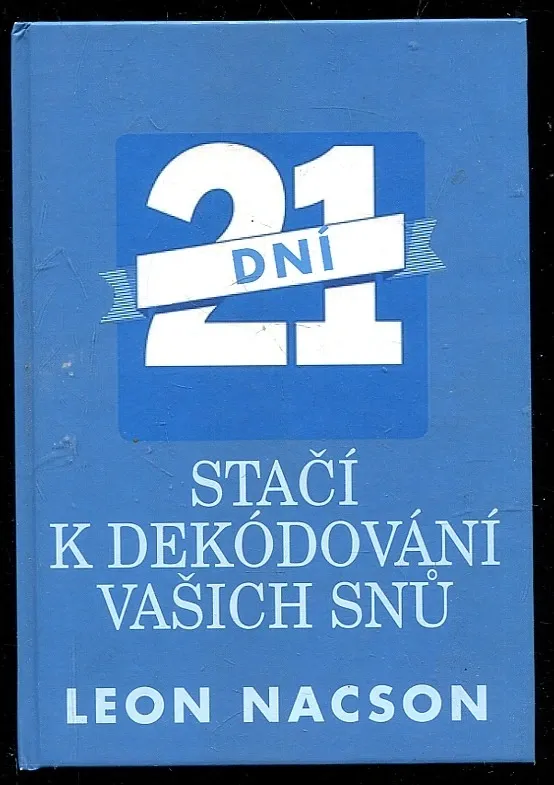 21
DNÍ
STAČÍ
K DEKÓDOVÁNÍ
VAŠICH SNŮ
LEON NACSON